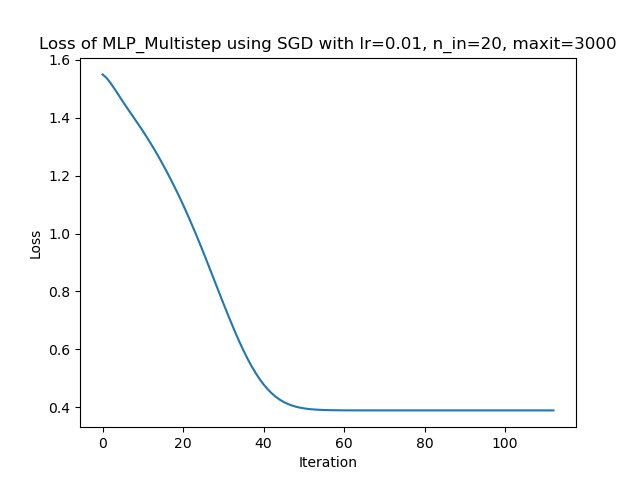 Loss of MLP_Multistep using SGD with lr=0.01, n_in=20, maxit=3000
1.6
1.4
1.2
1.0
0.8
0.6
0.4
Loss
0 20 40 60 80 100
Iteration